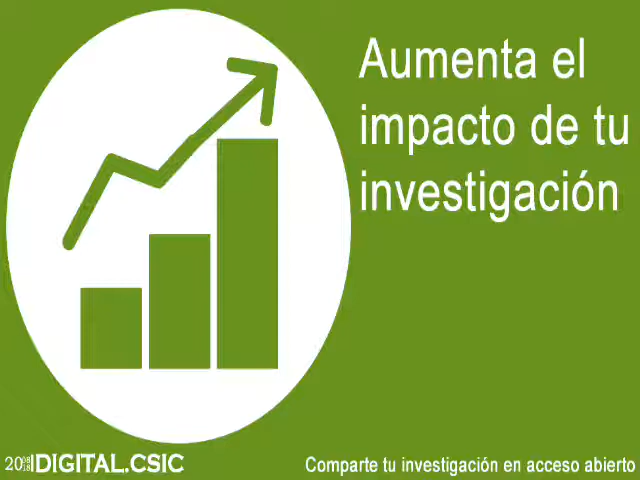 Aumenta el
impacto de tu
investigación
DIGITAL.CSIC
Comparte tu investigación en acceso abierto